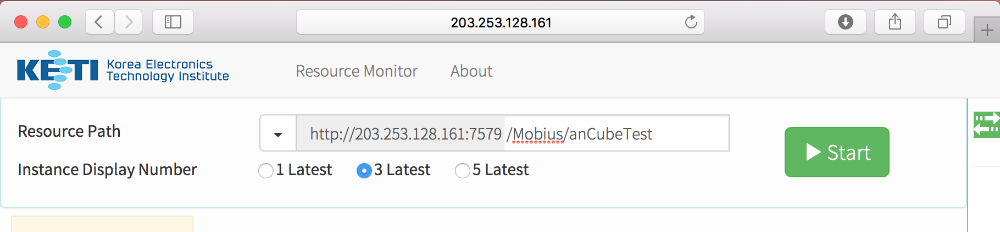 203.253.128.161
KETI Korea Electronics
Technology Institute
Resource Monitor About
Resource Path http://203.253.128.161:7579 /Mobius/anCubeTest
Start
Instance Display Number 1 Latest 3 Latest 5 Latest